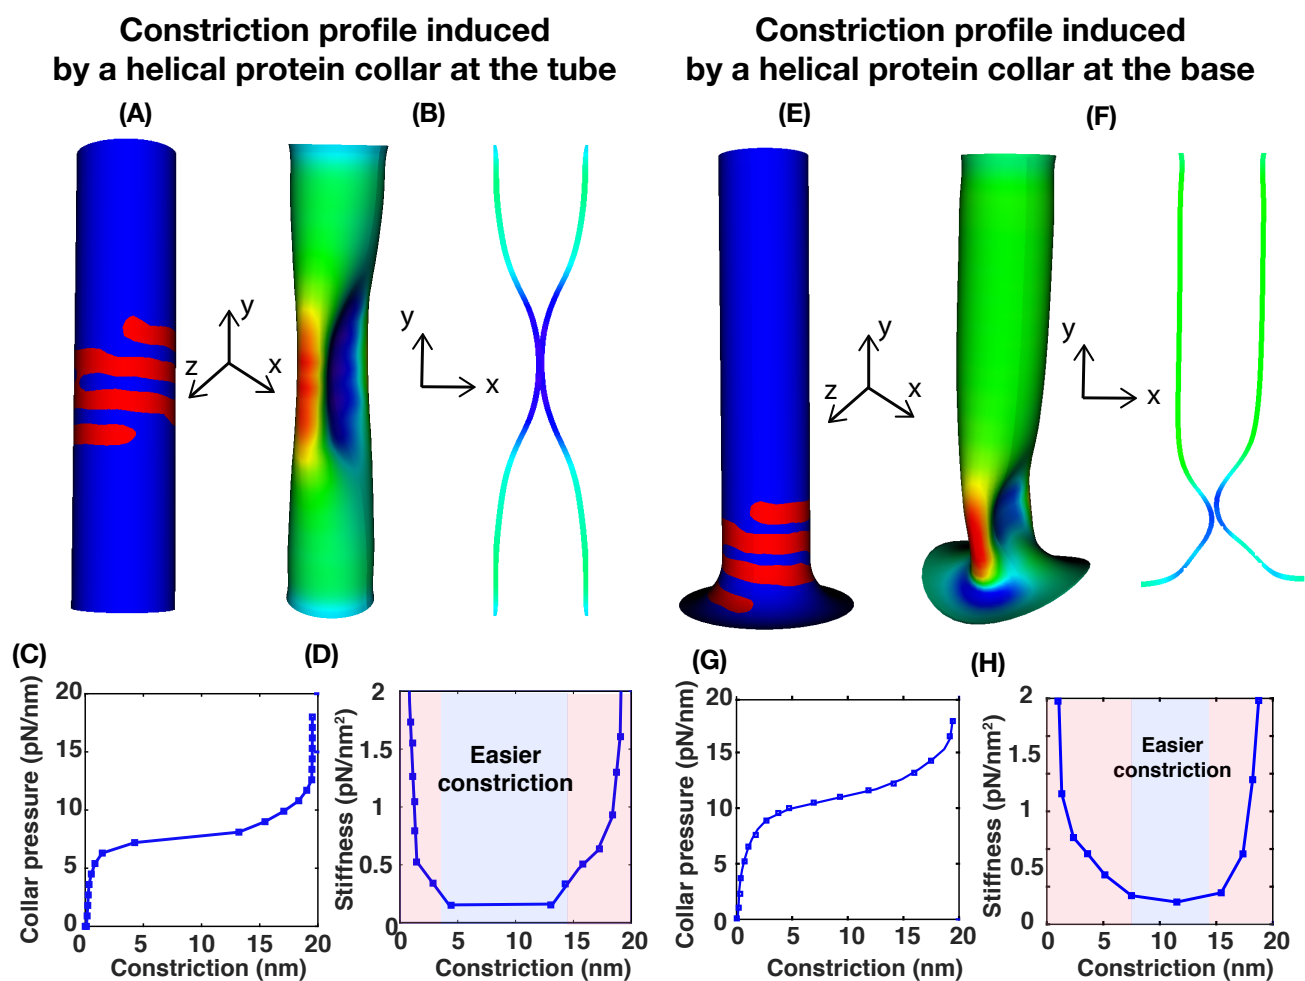 Constriction profile induced
by a helical protein collar at the tube
Constriction profile induced
by a helical protein collar at the base
(A)
(B)
(E)
(F)
y
z
x
y
x
y
z
x
y
x
(C)
(D)
(G)
(H)
Collar pressure (pN/nm)
20
15
10
5
0
0
5
10
15
20
Constriction (nm)
Stiffness (pN/nm²)
2
1.5
1
0.5
0
Easier
constriction
0
5
10
15
20
Constriction (nm)
Collar pressure (pN/nm)
20
15
10
5
0
0
5
10
15
20
Constriction (nm)
Stiffness (pN/nm²)
2
1.5
1
0.5
0
Easier
constriction
0
5
10
15
20
Constriction (nm)